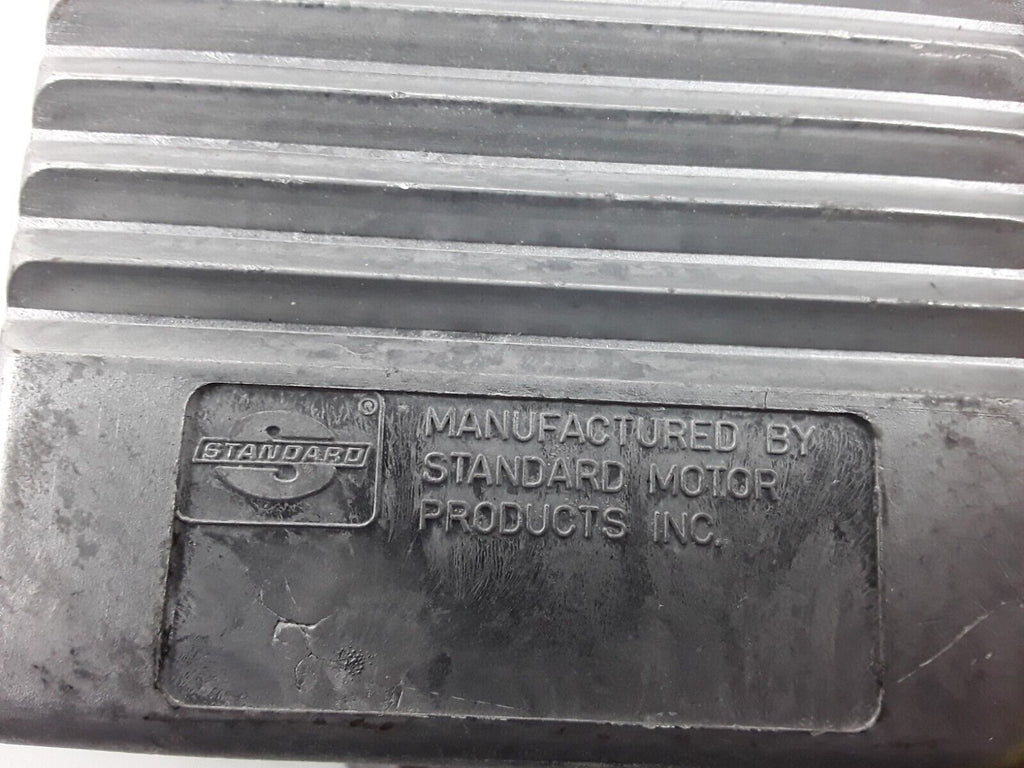 ®
STANDARD
MANUFACTURED BY
STANDARD MOTOR
PRODUCTS INC.